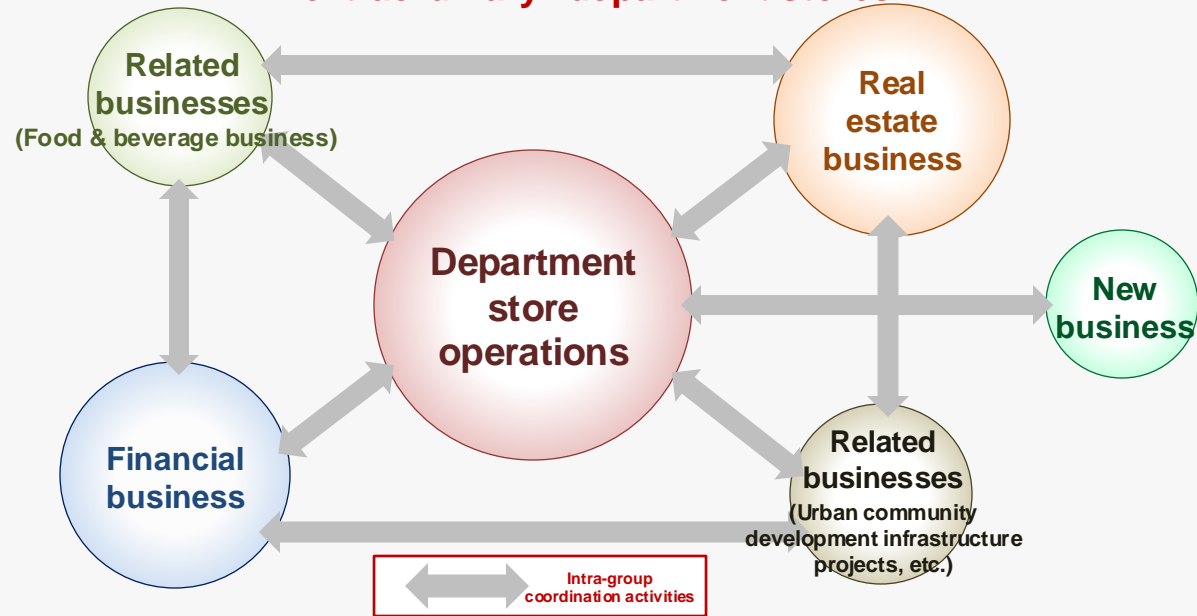 Related
businesses
(Food & beverage business)
Real
estate
business
Department
store
operations
New
business
Financial
business
Related
businesses
(Urban community
development infrastructure
projects, etc.)
Intra-group
coordination activities